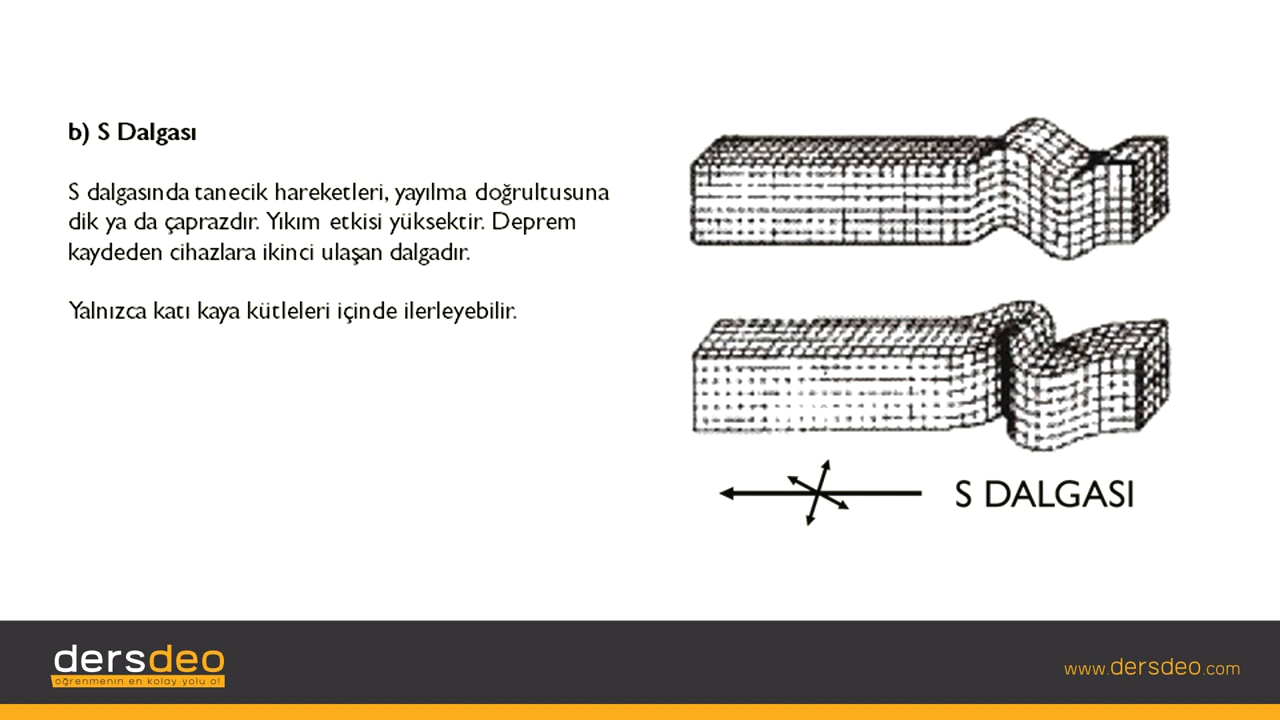 b) S Dalgası
S dalgasında tanecik hareketleri, yayılma doğrultusuna
dik ya da çaprazdır. Yıkım etkisi yüksektir. Deprem
kaydeden cihazlara ikinci ulaşan dalgadır.
Yalnızca katı kaya kütleleri içinde ilerleyebilir.
S DALGASI
dersdeo
öğrenmenin en kolay yolu o!
www.dersdeo.com